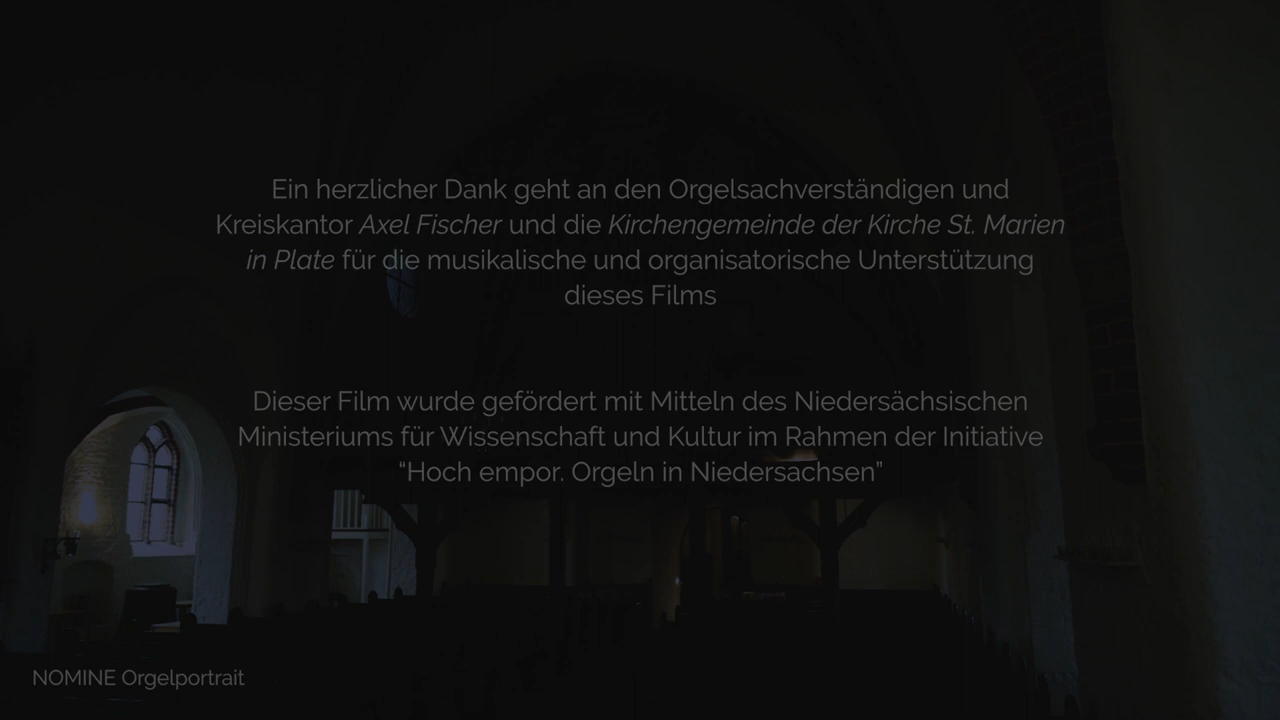 Ein herzlicher Dank geht an den Orgelsachverständigen und
Kreiskantor Axel Fischer und die Kirchengemeinde der Kirche St. Marien
in Plate für die musikalische und organisatorische Unterstützung
dieses Films
Dieser Film wurde gefördert mit Mitteln des Niedersächsischen
Ministeriums für Wissenschaft und Kultur im Rahmen der Initiative
“Hoch empor. Orgeln in Niedersachsen”
NOMINE Orgelportrait